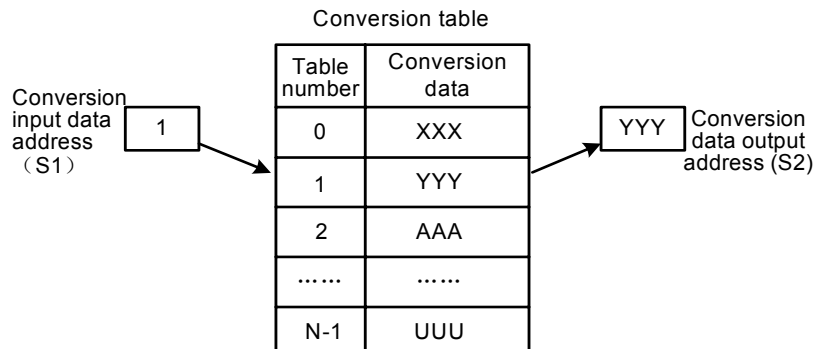 Conversion table
Table number
Conversion data
Conversion
input data
address
（S1）
1
0
XXX
1
YYY
2
AAA
……
……
N-1
UUU
YYY
Conversion
data output
address (S2)